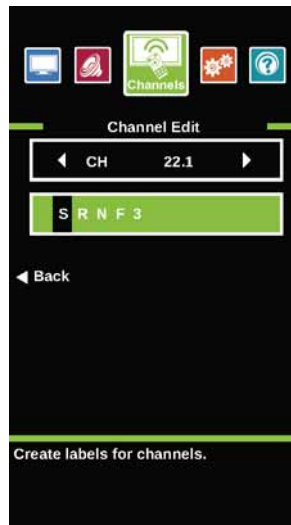 Channels
Channel Edit
CH 22.1
S R N F 3
Back
Create labels for channels.